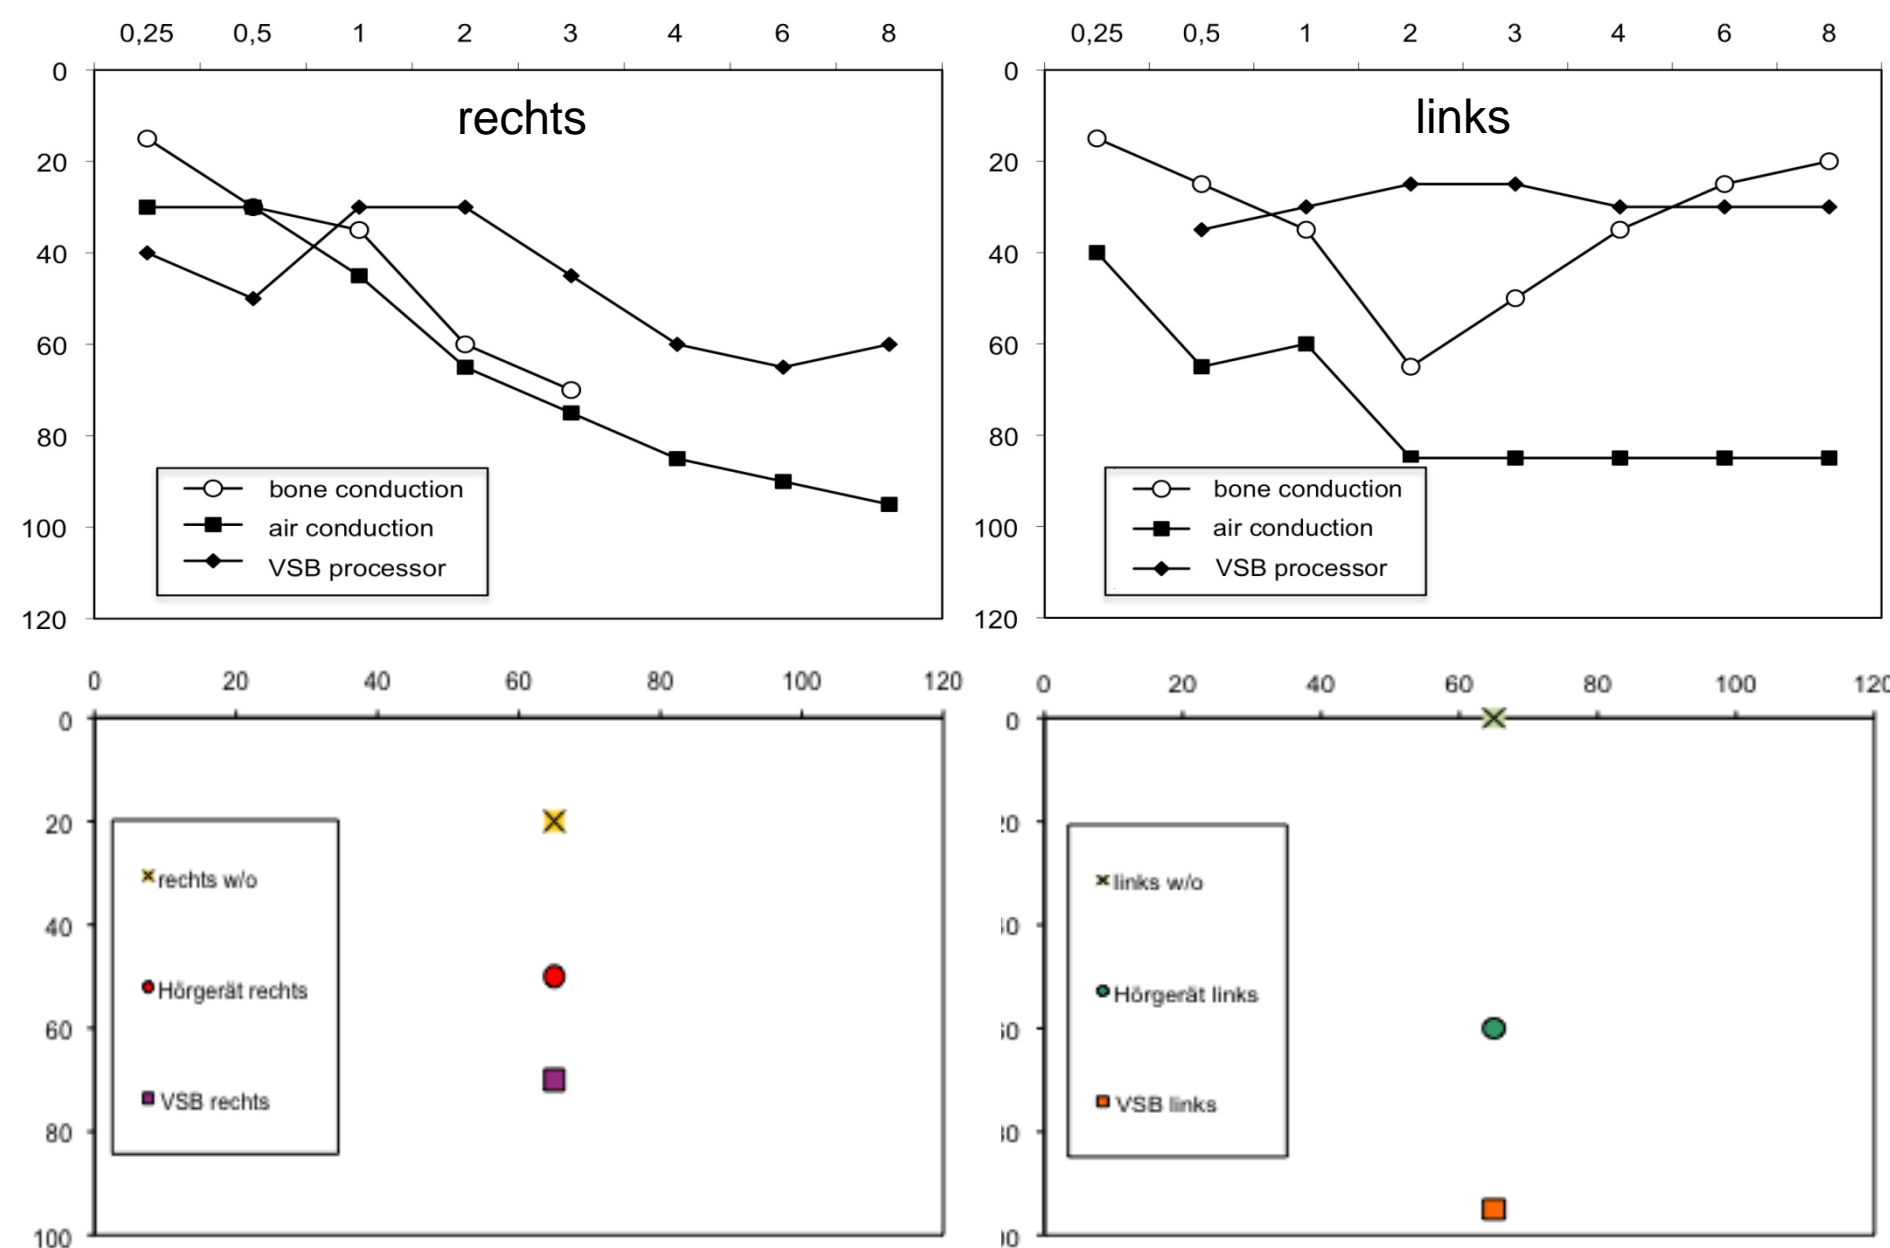 0,25 0,5 1 2 3 4 6 8
rechts
0
20
40
60
80
100
120
bone conduction
air conduction
VSB processor
0,25 0,5 1 2 3 4 6 8
links
0
20
40
60
80
100
120
bone conduction
air conduction
VSB processor
0 20 40 60 80 100 120
0
20
40
60
80
100
rechts w/o
Hörgerät rechts
VSB rechts
0 20 40 60 80 100 120
0
links w/o
Hörgerät links
VSB links